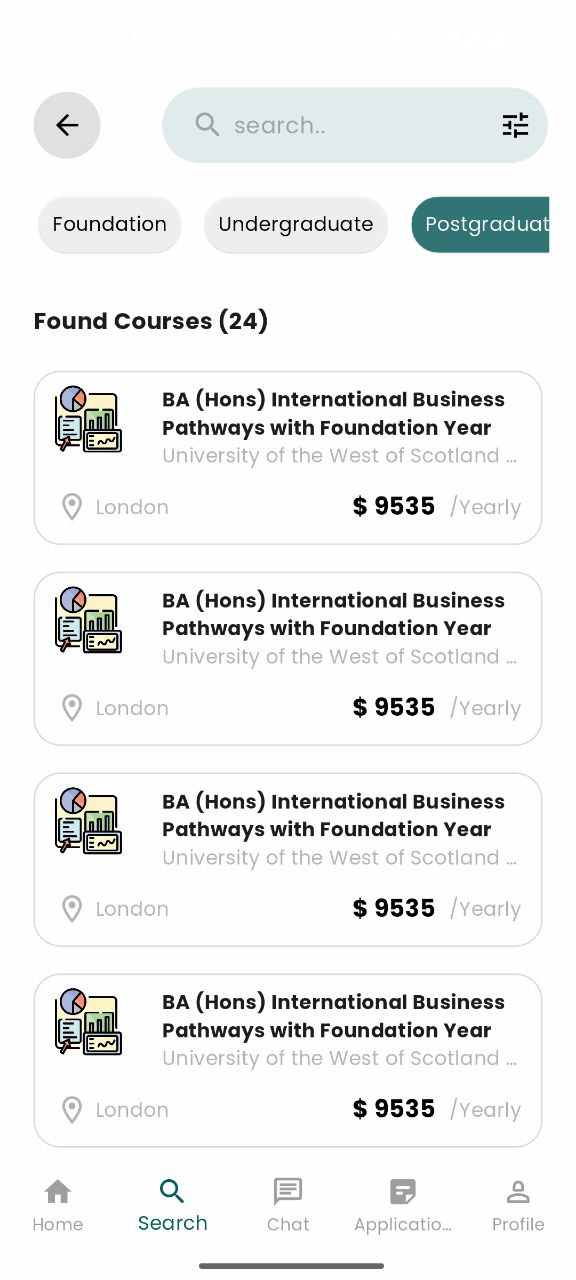 search..
Foundation
Undergraduate
Postgraduat
Found Courses (24)
BA (Hons) International Business
Pathways with Foundation Year
University of the West of Scotland ...
London
$ 9535 /Yearly
BA (Hons) International Business
Pathways with Foundation Year
University of the West of Scotland ...
London
$ 9535 /Yearly
BA (Hons) International Business
Pathways with Foundation Year
University of the West of Scotland ...
London
$ 9535 /Yearly
BA (Hons) International Business
Pathways with Foundation Year
University of the West of Scotland ...
London
$ 9535 /Yearly
Home
Search
Chat
Applicatio...
Profile